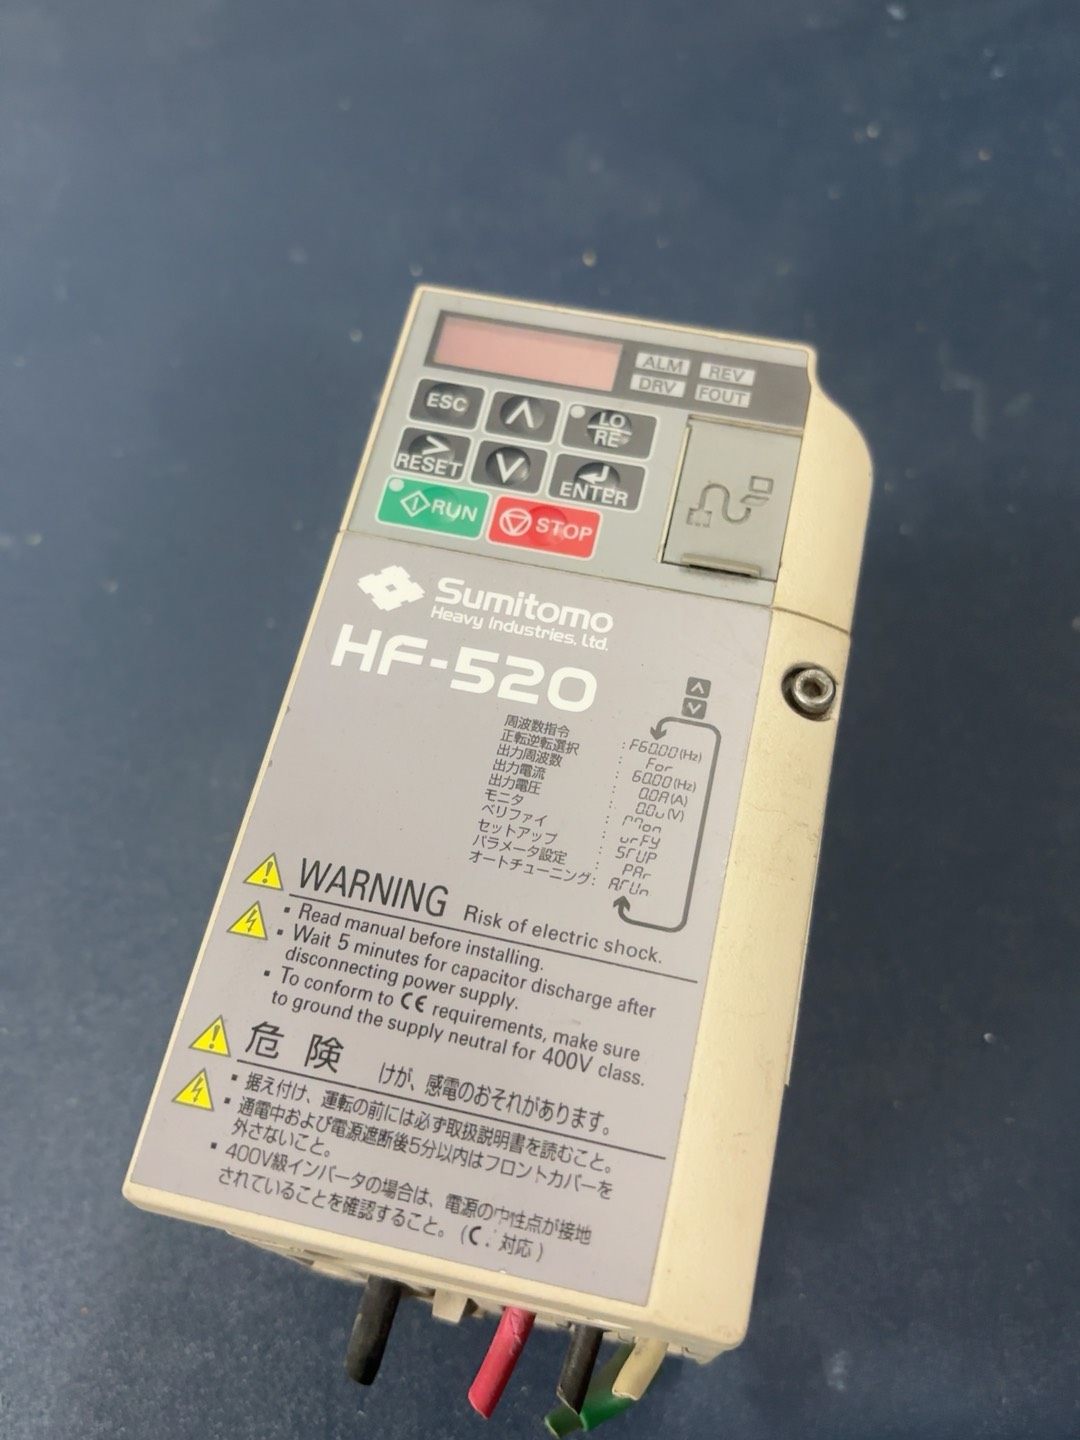 ALM REV
DRV FOUT
ESC
LO
RE
RESET
ENTER
RUN STOP
Sumitomo
Heavy Industries, Ltd.
HF-520
周波数指令 : F60.00(Hz)
正転逆転選択 : For
出力周波数 : 60.00(Hz)
出力電流 : 0.0A(A)
出力電圧 : 0.0u(V)
モニタ : Mon
ベリファイ : urFy
セットアップ : STUP
パラメータ設定 : PAr
オートチューニング: ATUn
WARNING Risk of electric shock.
▪ Read manual before installing.
▪ Wait 5 minutes for capacitor discharge after
disconnecting power supply.
▪ To conform to CE requirements, make sure
to ground the supply neutral for 400V class.
危 険 けが、感電のおそれがあります。
▪ 据え付け、運転の前には必ず取扱説明書を読むこと。
▪ 通電中および電源遮断後5分以内はフロントカバーを
外さないこと。
▪ 400V級インバータの場合は、電源の中性点が接地
されていることを確認すること。(C : 対応)